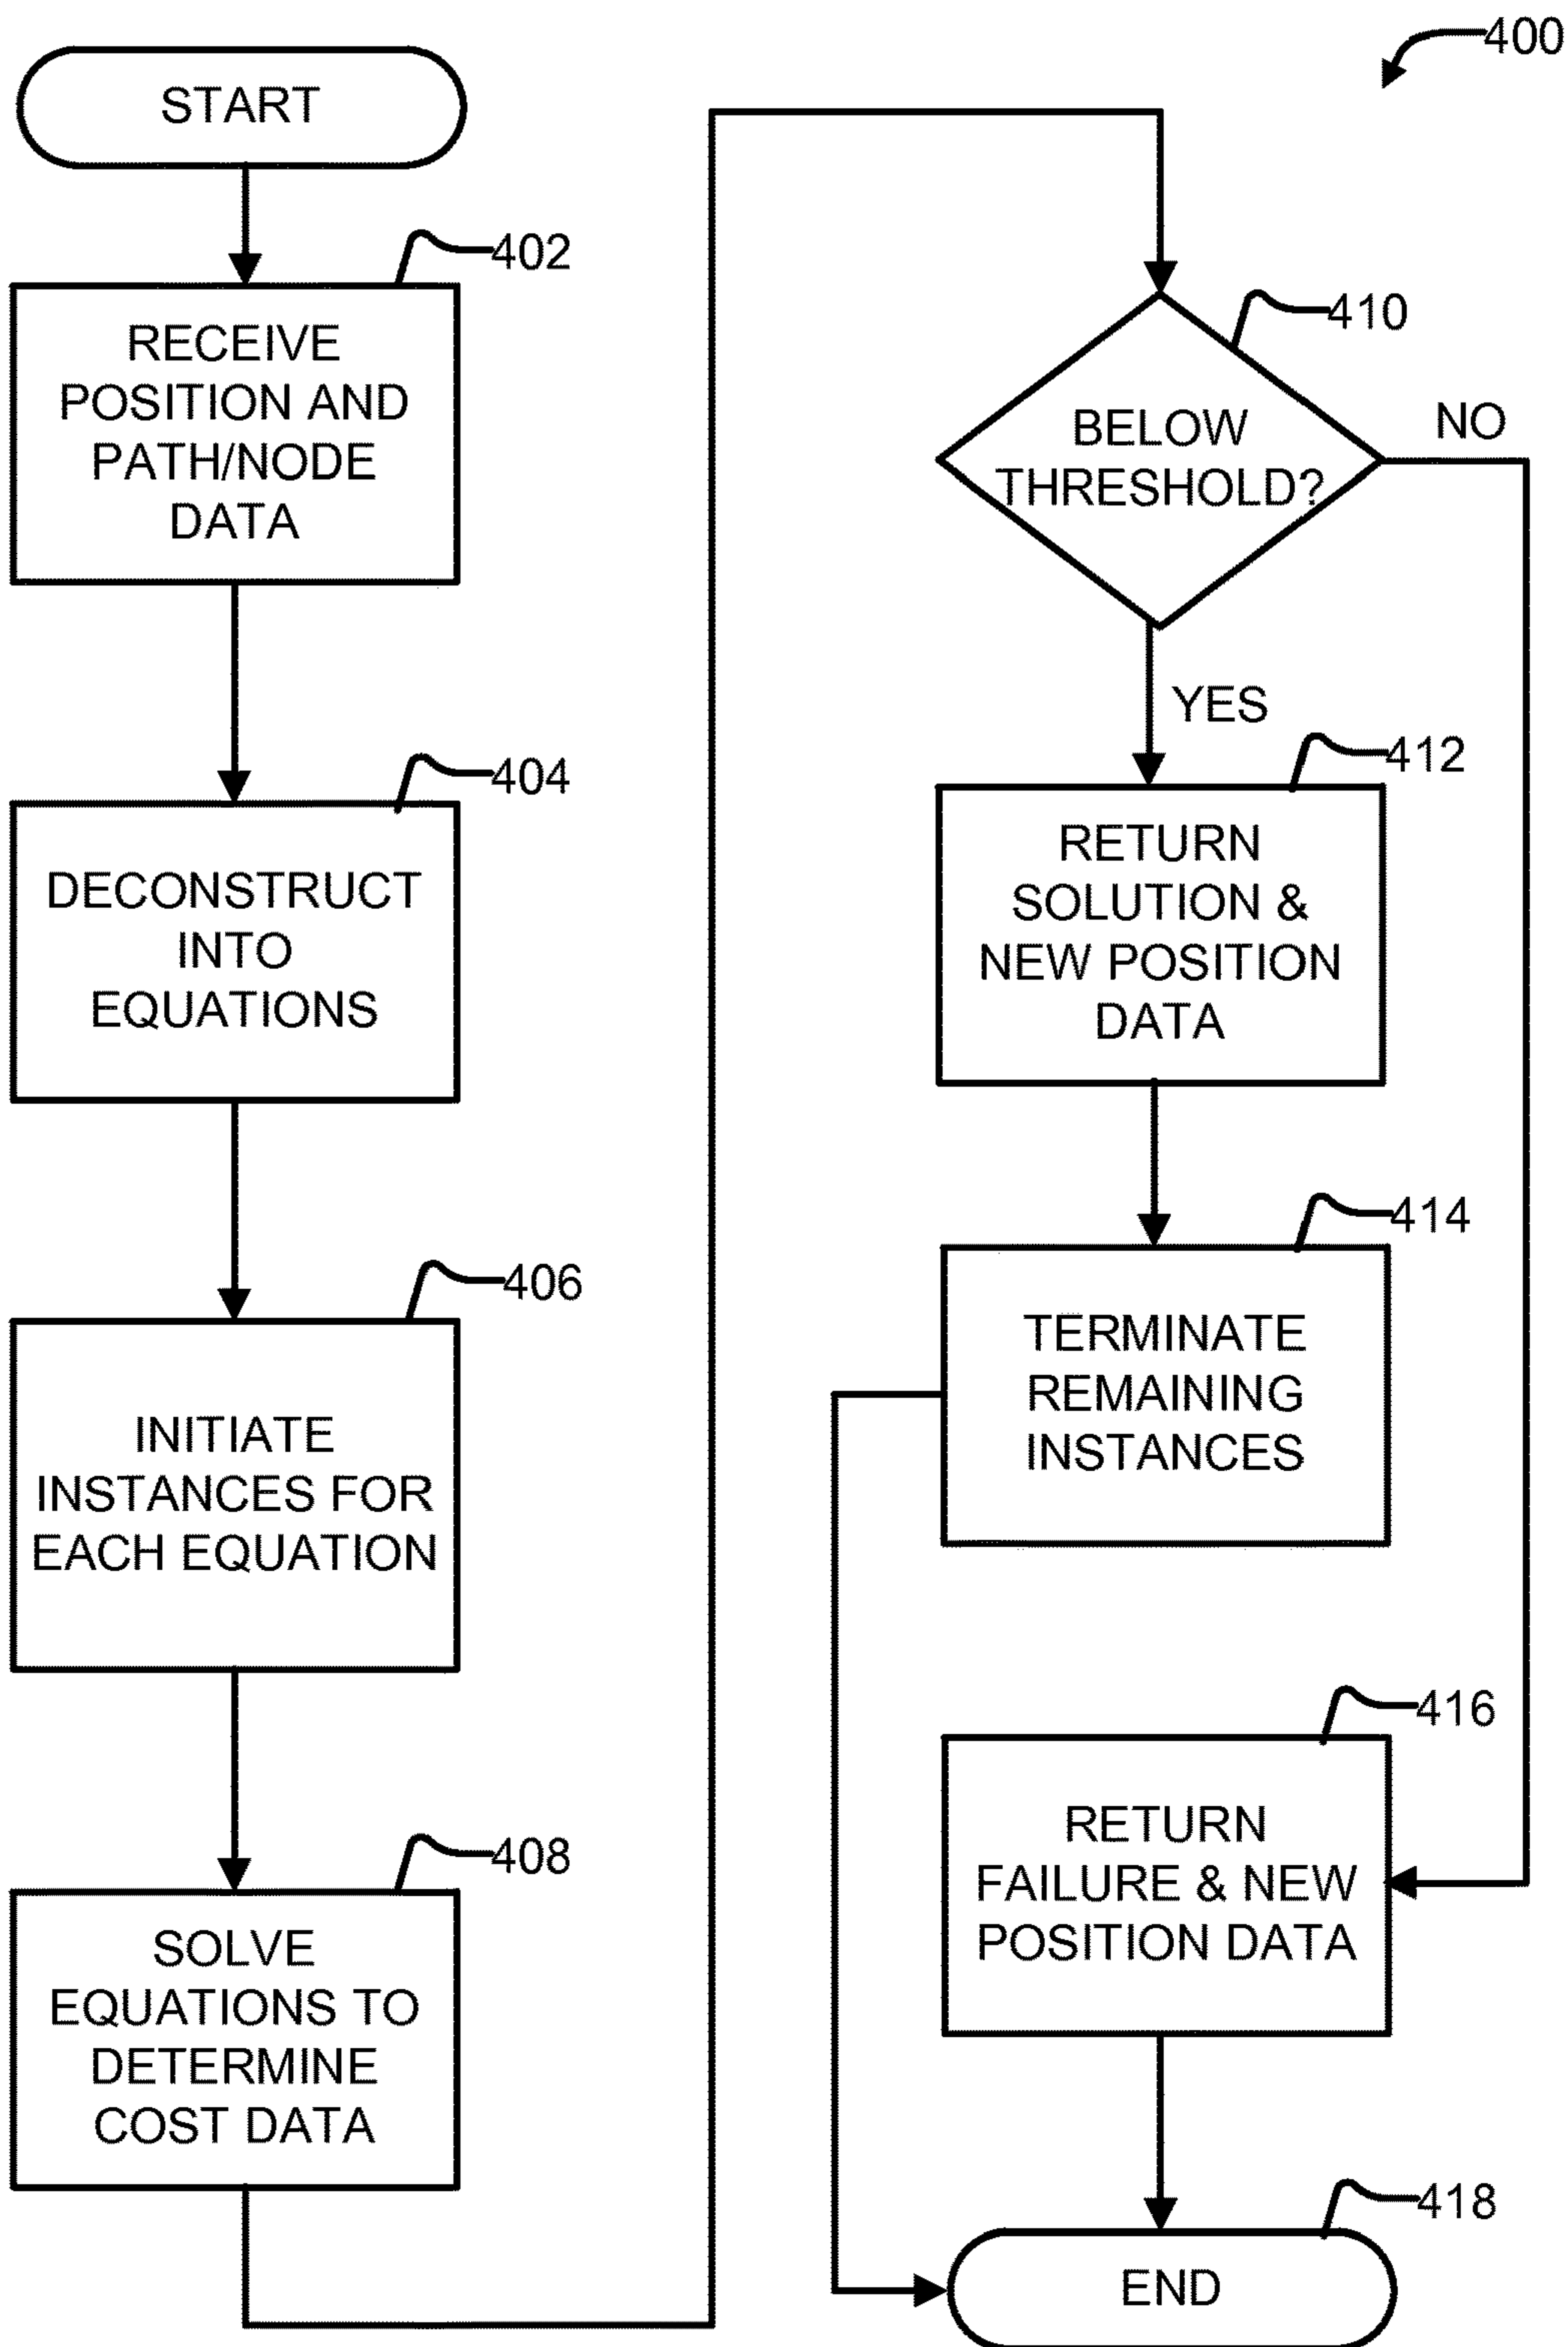 START
402
RECEIVE
POSITION AND
PATH/NODE
DATA
404
DECONSTRUCT
INTO
EQUATIONS
406
INITIATE
INSTANCES FOR
EACH EQUATION
408
SOLVE
EQUATIONS TO
DETERMINE
COST DATA
400
410
BELOW
THRESHOLD?
NO
YES
412
RETURN
SOLUTION &
NEW POSITION
DATA
414
TERMINATE
REMAINING
INSTANCES
416
RETURN
FAILURE & NEW
POSITION DATA
418
END